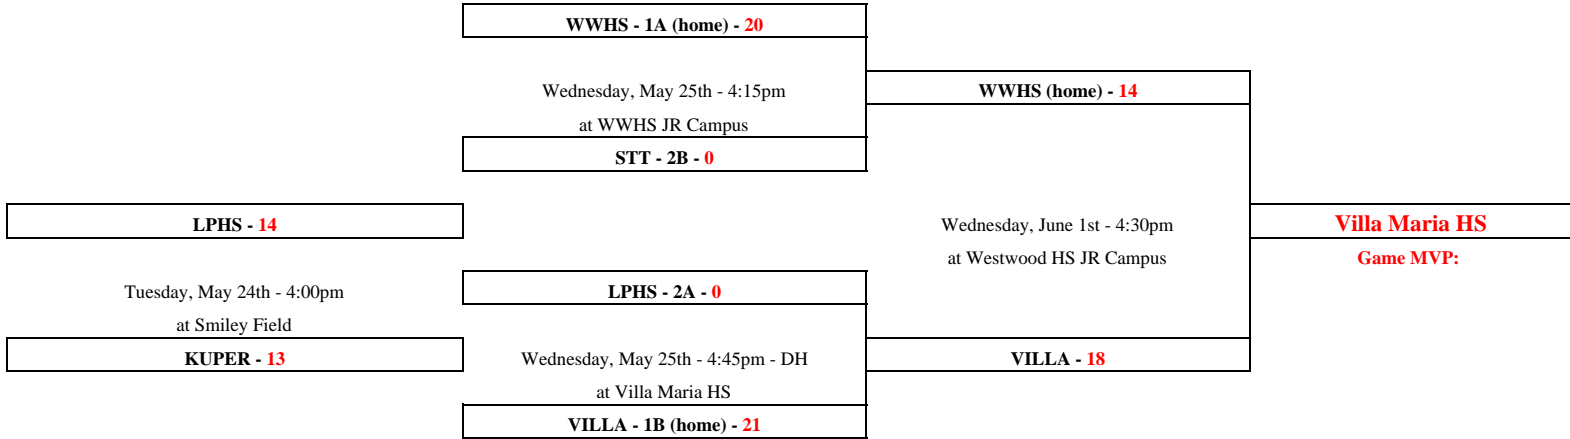 WWHS - 1A (home) - 20
Wednesday, May 25th - 4:15pm
at WWHS JR Campus
STT - 2B - 0
WWHS (home) - 14
LPHS - 14
Tuesday, May 24th - 4:00pm
at Smiley Field
KUPER - 13
LPHS - 2A - 0
Wednesday, May 25th - 4:45pm - DH
at Villa Maria HS
VILLA - 1B (home) - 21
Wednesday, June 1st - 4:30pm
at Westwood HS JR Campus
VILLA - 18
Villa Maria HS
Game MVP: